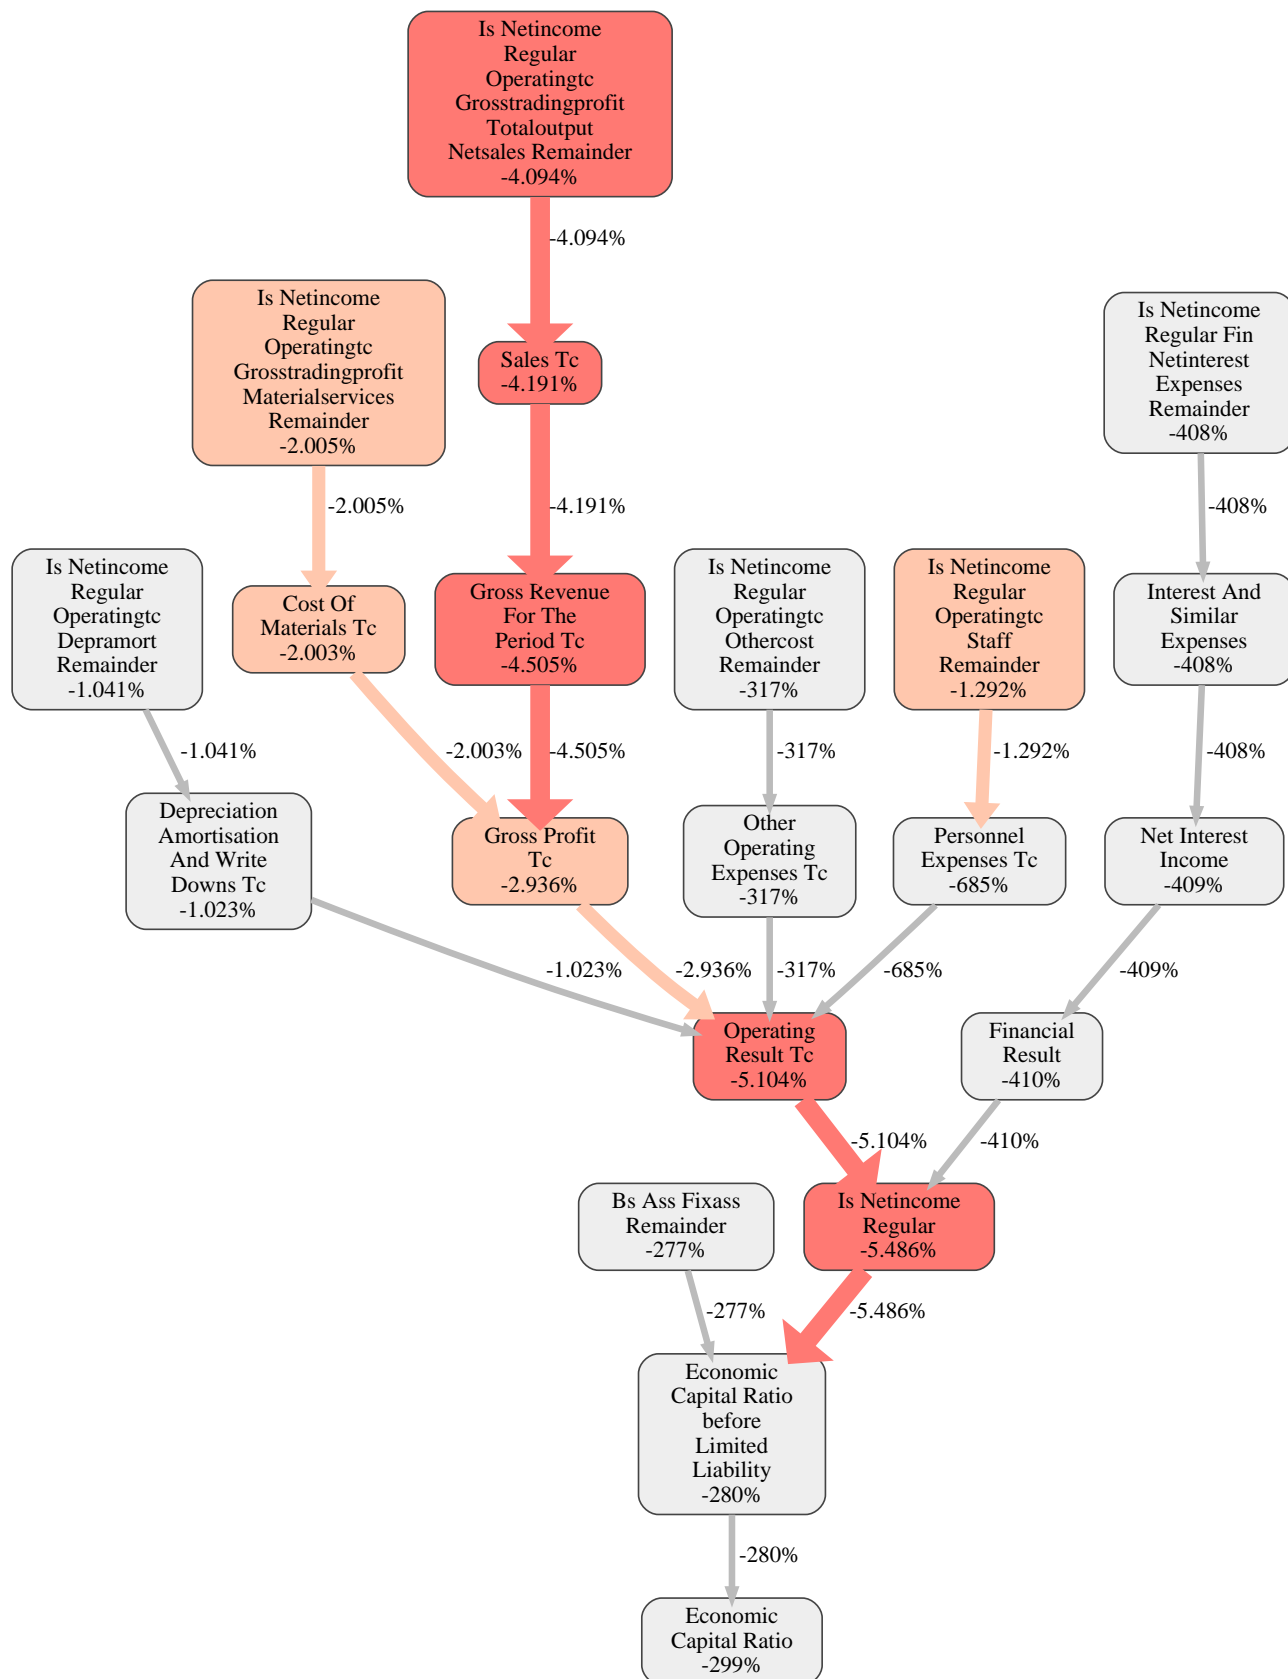 Is Netincome
Regular
Operatingtc
Grosstradingprofit
Totaloutput
Netsales Remainder
-4.094%
-4.094%
Is Netincome
Regular
Operatingtc
Grosstradingprofit
Materialservices
Remainder
-2.005%
Sales Tc
-4.191%
Is Netincome
Regular Fin
Netinterest
Expenses
Remainder
-408%
-2.005%
-4.191%
-408%
Is Netincome
Regular
Operatingtc
Depramort
Remainder
-1.041%
Cost Of
Materials Tc
-2.003%
Gross Revenue
For The
Period Tc
-4.505%
Is Netincome
Regular
Operatingtc
Othercost
Remainder
-317%
Is Netincome
Regular
Operatingtc
Staff
Remainder
-1.292%
Interest And
Similar
Expenses
-408%
-1.041%
-2.003%
-4.505%
-317%
-1.292%
-408%
Depreciation
Amortisation
And Write
Downs Tc
-1.023%
Gross Profit
Tc
-2.936%
Other
Operating
Expenses Tc
-317%
Personnel
Expenses Tc
-685%
Net Interest
Income
-409%
-1.023%
-2.936%
-317%
-685%
-409%
Operating
Result Tc
-5.104%
Financial
Result
-410%
-5.104%
-410%
Bs Ass Fixass
Remainder
-277%
Is Netincome
Regular
-5.486%
-277%
-5.486%
Economic
Capital Ratio
before
Limited
Liability
-280%
-280%
Economic
Capital Ratio
-299%